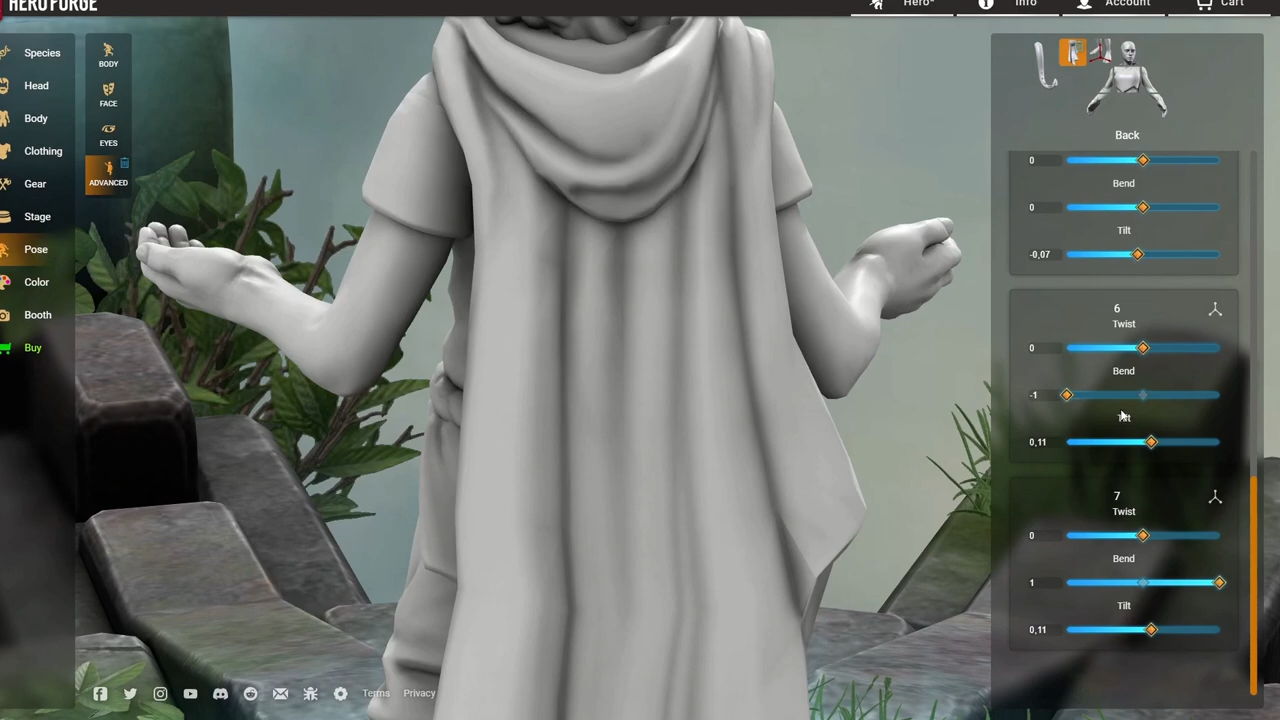 HERO FORGE
Hero+
Info
Account
Cart
Species
Head
Body
Clothing
Gear
Stage
Pose
Color
Booth
Buy
BODY
FACE
EYES
ADVANCED
Back
0
Bend
0
Tilt
-0,07
6
Twist
0
Bend
-1
Tilt
0,11
7
Twist
0
Bend
1
Tilt
0,11
Terms
Privacy